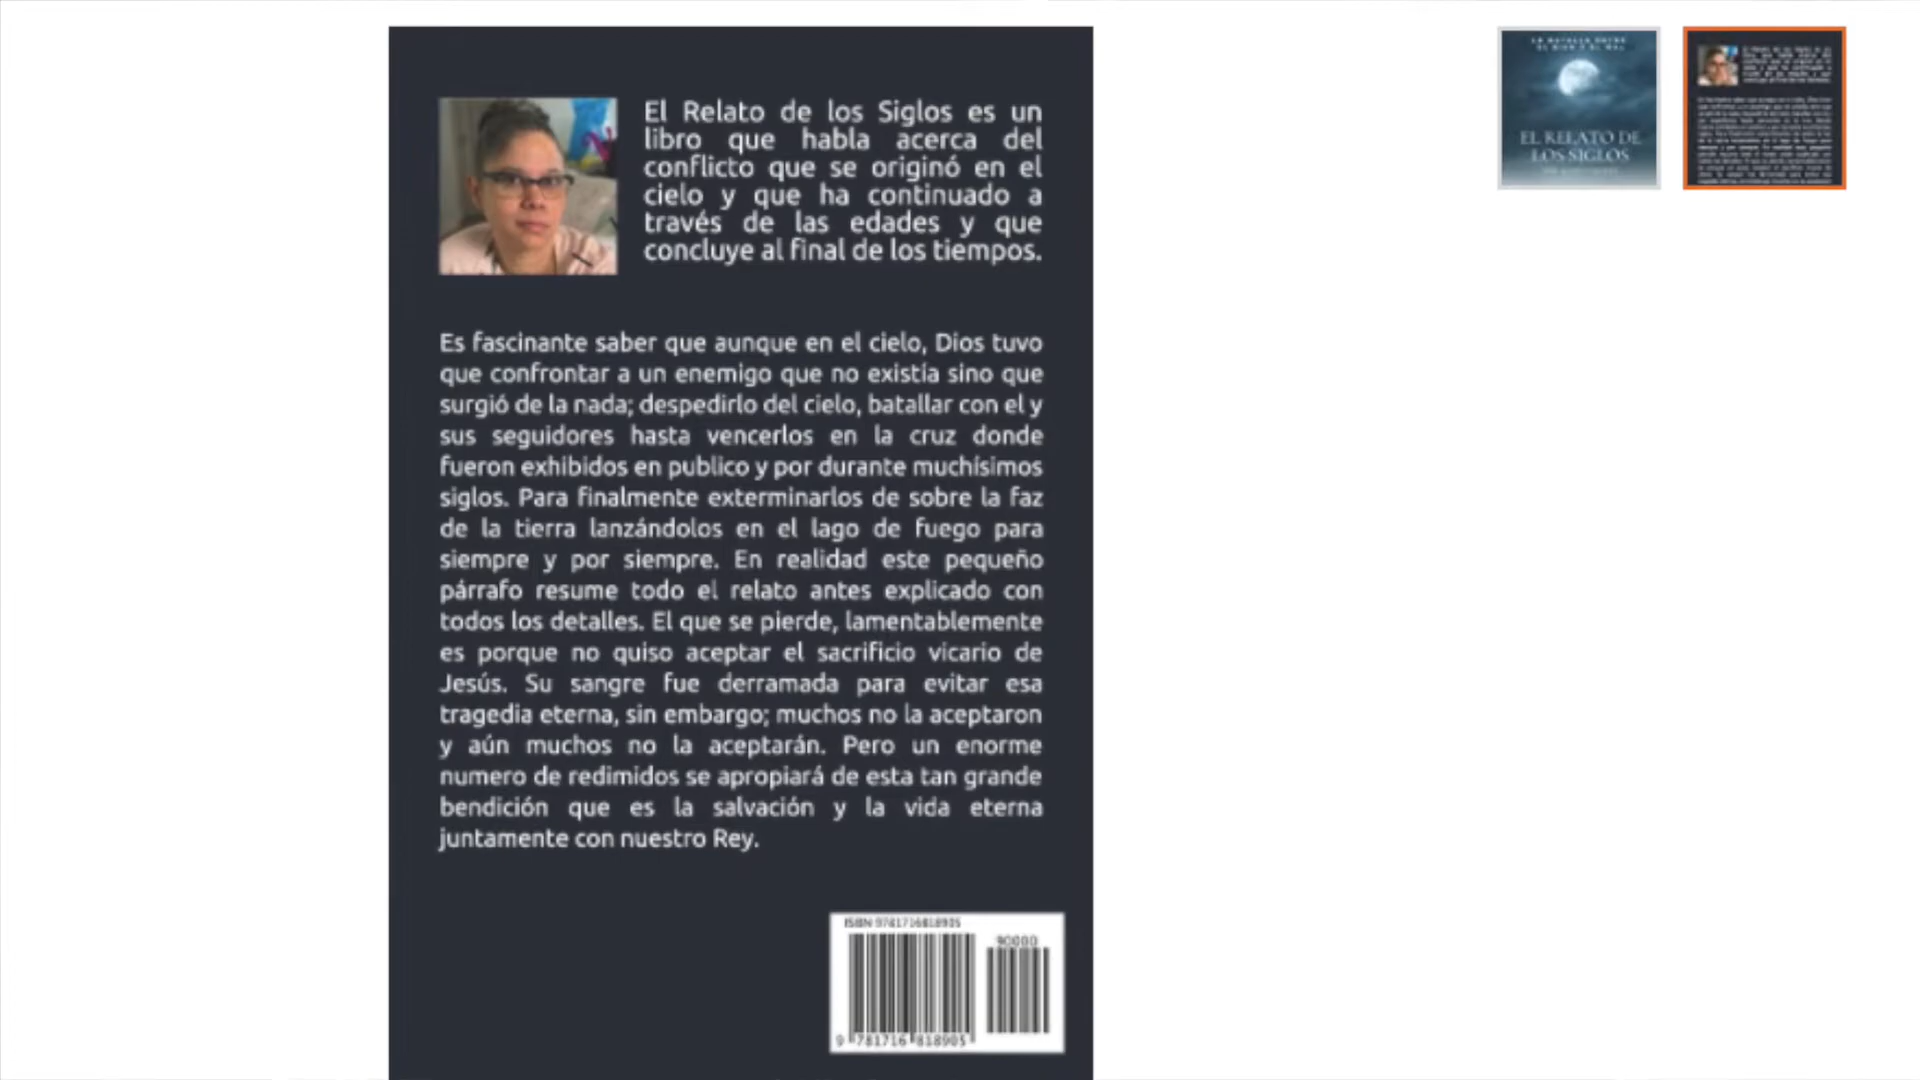 El Relato de los Siglos es un
libro que habla acerca del
conflicto que se originó en el
cielo y que ha continuado a
través de las edades y que
concluye al final de los tiempos.
Es fascinante saber que aunque en el cielo, Dios tuvo
que confrontar a un enemigo que no existía sino que
surgió de la nada; despedirlo del cielo, batallar con el y
sus seguidores hasta vencerlos en la cruz donde
fueron exhibidos en publico y por durante muchísimos
siglos. Para finalmente exterminarlos de sobre la faz
de la tierra lanzándolos en el lago de fuego para
siempre y por siempre. En realidad este pequeño
párrafo resume todo el relato antes explicado con
todos los detalles. El que se pierde, lamentablemente
es porque no quiso aceptar el sacrificio vicario de
Jesús. Su sangre fue derramada para evitar esa
tragedia eterna, sin embargo; muchos no la aceptaron
y aún muchos no la aceptarán. Pero un enorme
numero de redimidos se apropiará de esta tan grande
bendición que es la salvación y la vida eterna
juntamente con nuestro Rey.
ISBN 9781716818905
90000
9 781716 818905
LA BATALLA ENTRE
EL BIEN Y EL MAL
EL RELATO DE
LOS SIGLOS